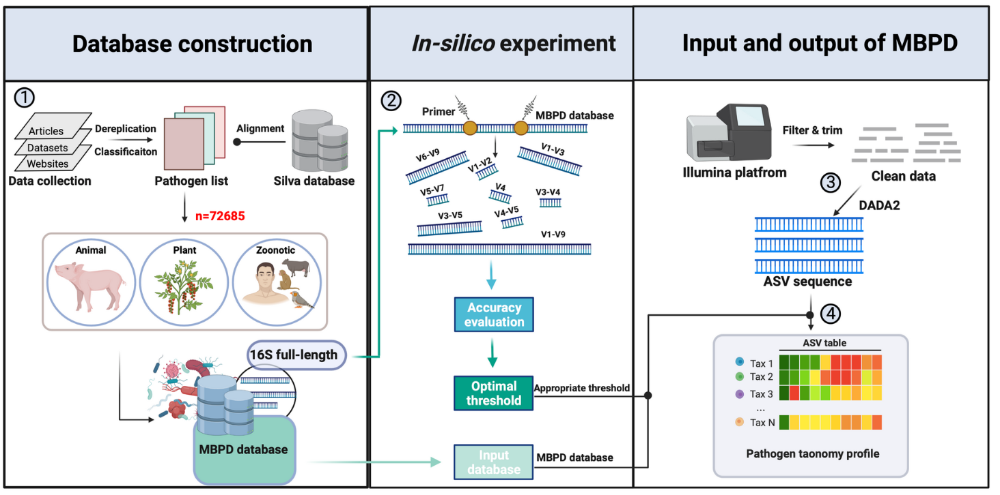 Database construction
In-silico experiment
Input and output of MBPD
1
Articles
Datasets
Websites
Data collection
Dereplication
Classificaiton
Pathogen list
Alignment
Silva database
n=72685
Animal
Plant
Zoonotic
16S full-length
MBPD database
2
Primer
MBPD database
V6-V9
V1-V2
V1-V3
V5-V7
V4
V3-V4
V3-V5
V4-V5
V1-V9
Accuracy
evaluation
Optimal
threshold
Appropriate threshold
Input
database
MBPD database
Illumina platfrom
Filter & trim
Clean data
3
DADA2
ASV sequence
4
ASV table
Tax 1
Tax 2
Tax 3
...
Tax N
Pathogen taonomy profile